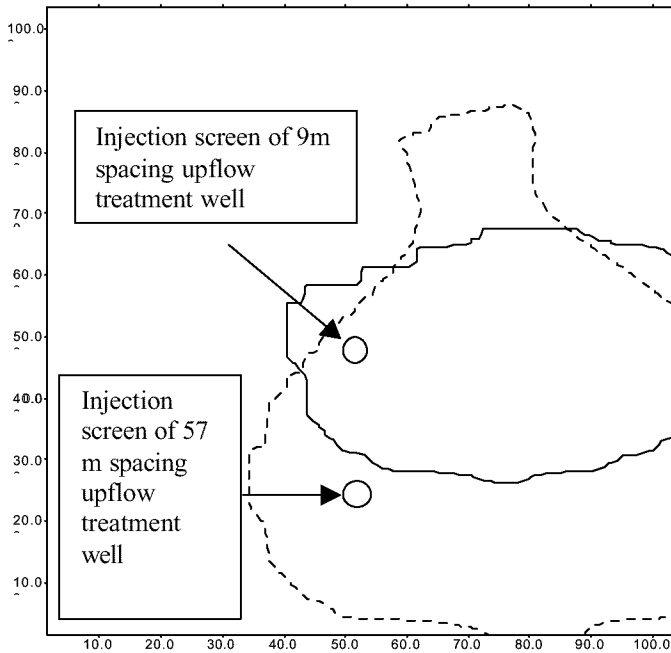 100.0
90.0
Injection screen of 9m
spacing upflow
treatment well
80.0
70.0
60.0
50.0
40.0
Injection
screen of 57
m spacing
upflow
treatment
well
30.0
20.0
10.0
10.0 20.0 30.0 40.0 50.0 60.0 70.0 80.0 90.0 100.0